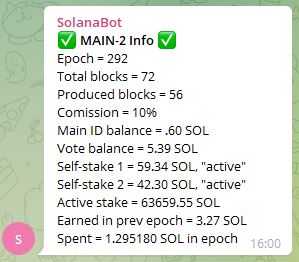 SolanaBot
✅ MAIN-2 Info ✅
Epoch = 292
Total blocks = 72
Produced blocks = 56
Comission = 10%
Main ID balance = .60 SOL
Vote balance = 5.39 SOL
Self-stake 1 = 59.34 SOL, "active"
Self-stake 2 = 42.30 SOL, "active"
Active stake = 63659.55 SOL
Earned in prev epoch = 3.27 SOL
Spent = 1.295180 SOL in epoch
16:00
S